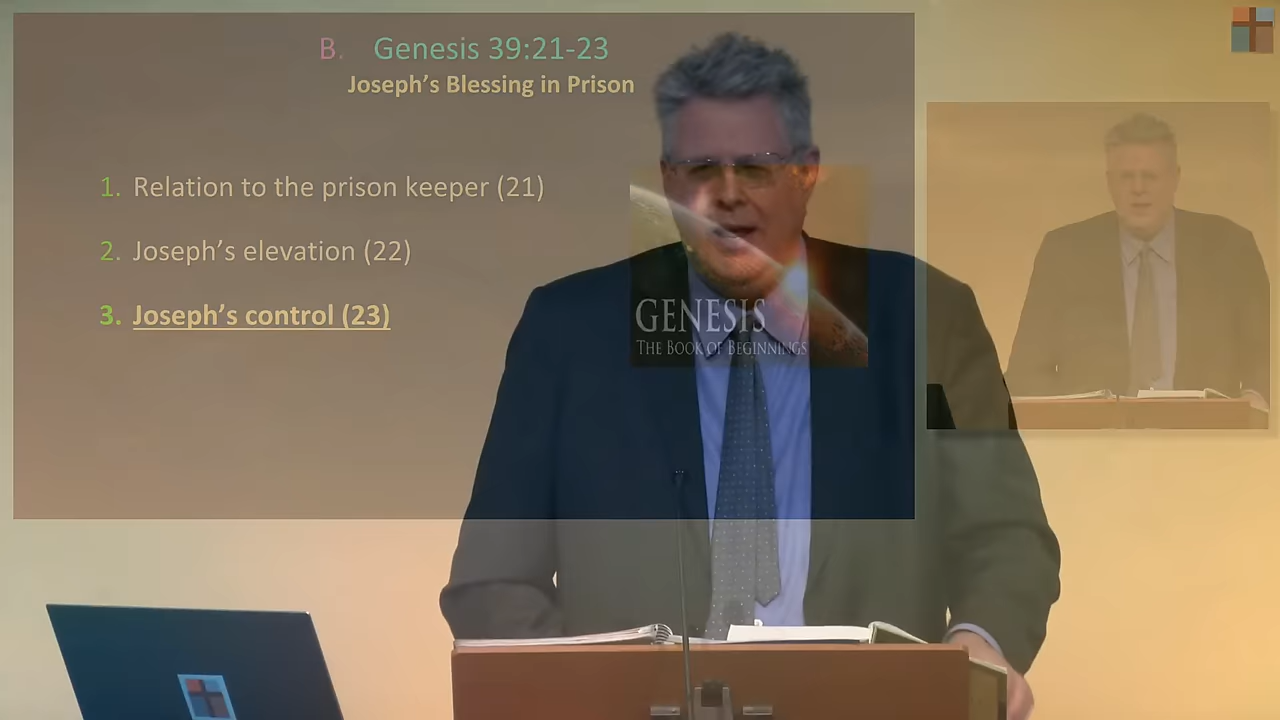 B. Genesis 39:21-23
Joseph's Blessing in Prison
1. Relation to the prison keeper (21)
2. Joseph's elevation (22)
3. Joseph's control (23)
GENESIS
THE BOOK OF BEGINNINGS